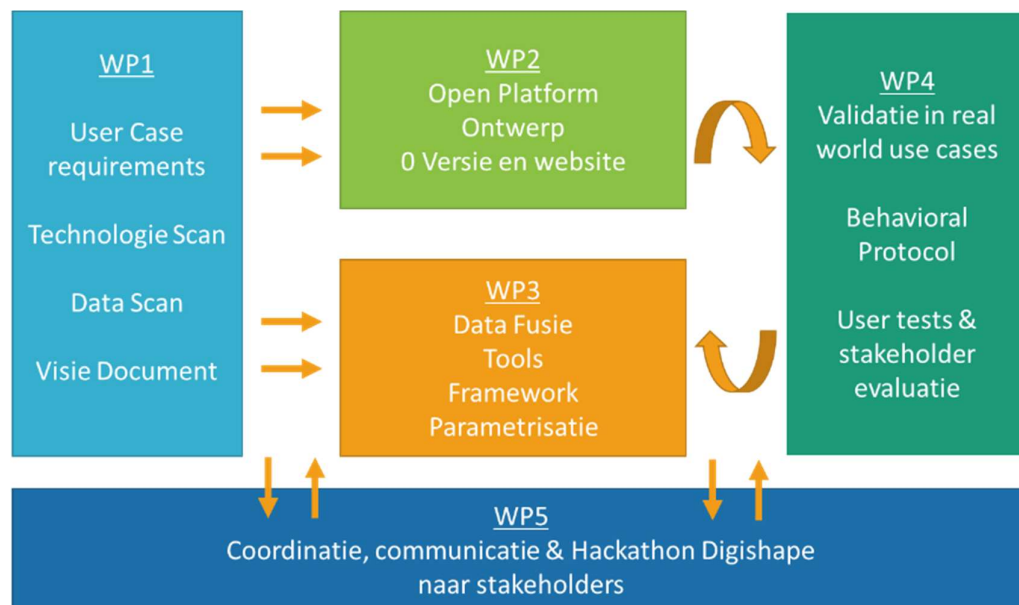 WP1
User Case
requirements
Technologie Scan
Data Scan
Visie Document
WP2
Open Platform
Ontwerp
0 Versie en website
WP3
Data Fusie
Tools
Framework
Parametrisatie
WP4
Validatie in real
world use cases
Behavioral
Protocol
User tests &
stakeholder
evaluatie
WP5
Coordinatie, communicatie & Hackathon Digishape
naar stakeholders